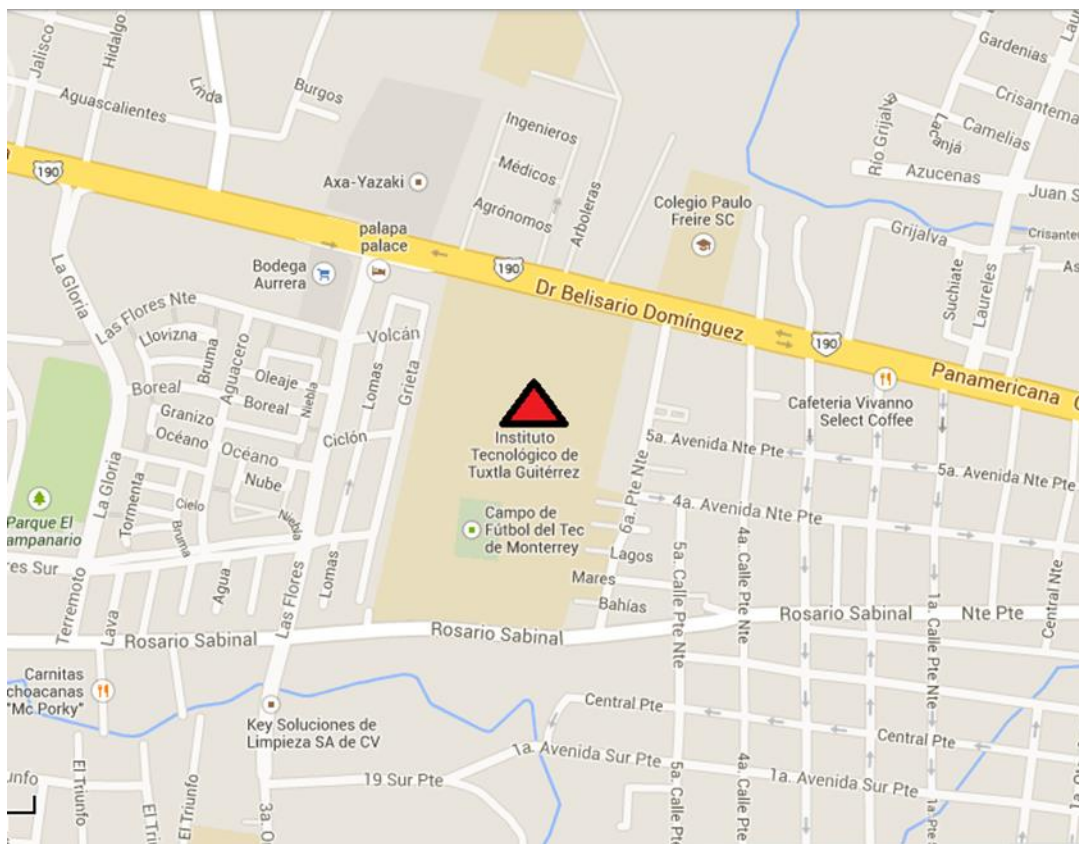 Jalisco
Hidalgo
Aguascalientes
Linda
Burgos
Ingenieros
Médicos
Agrónomos
Arboleras
Axa-Yazaki
palapa
palace
Bodega
Aurrera
190
190
190
Dr Belisario Domínguez
Panamericana
Colegio Paulo
Freire SC
Gardenias
Crisantema
Camelias
Lacanjá
Río Grijalva
Azucenas
Juan S
Grijalva
Crisantem
As
Suchiate
Laureles
Lau
Cafeteria Vivanno
Select Coffee
La Gloria
Las Flores Nte
Llovizna
Bruma
Aguacero
Boreal
Oleaje
Boreal
Niebla
Granizo
Océano
Océano
Nube
Niebla
Cielo
Bruma
Tormenta
La Gloria
Volcán
Lomas
Grieta
Ciclón
Lomas
Las Flores
Agua
Parque El
ampanario
res Sur
Terremoto
Lava
Instituto
Tecnológico de
Tuxtla Guitérrez
Campo de
Fútbol del Tec
de Monterrey
6a. Pte Nte
5a. Avenida Nte Pte
5a. Avenida Nte
4a. Avenida Nte Pte
Lagos
Mares
Bahías
5a. Calle Pte Nte
4a. Calle Pte Nte
1a. Calle Pte Nte
Central Nte
Rosario Sabinal
Rosario Sabinal
Rosario Sabinal
Nte Pte
Carnitas
choacanas
"Mc Porky"
Key Soluciones de
Limpieza SA de CV
Central Pte
Central Pte
1a. Avenida Sur Pte
1a. Avenida Sur Pte
19 Sur Pte
El Triunfo
El Triunfo
iunfo
3a. O
5a. Calle Pte
4a. Calle Pte
1a Pte S